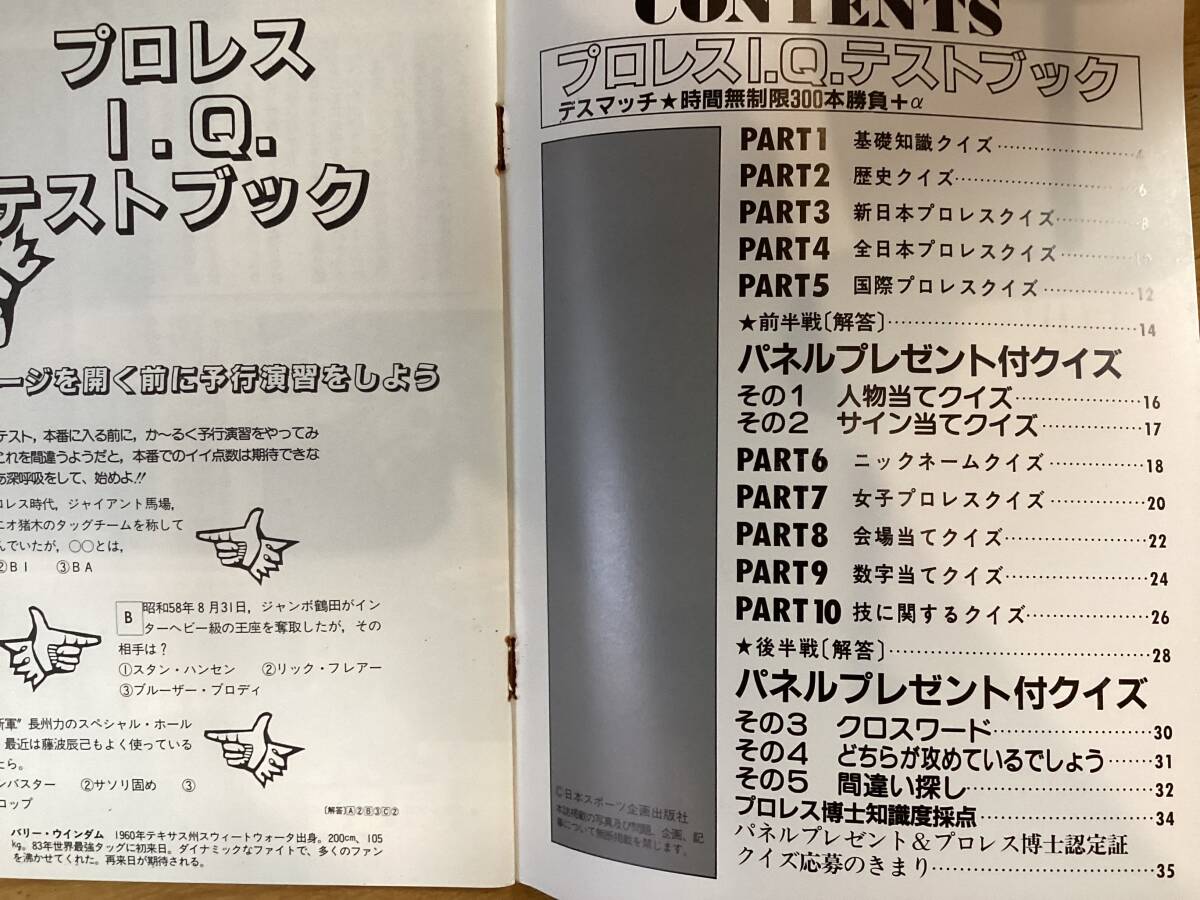 プロレス
I.Q.
テストブック
ージを開く前に予行演習をしよう
テスト，本番に入る前に，か〜るく予行演習をやってみ
これを間違うようだと，本番でのイイ点数は期待できな
深呼吸をして、始めよ!!
ロレス時代，ジャイアント馬場，
ニオ猪木のタッグチームを称して
んでいたが，○○とは，
②BI ③BA
B 昭和58年8月31日，ジャンボ鶴田がイン
ターヘビー級の王座を奪取したが，その
相手は？
①スタン・ハンセン ②リック・フレアー
③ブルーザー・ブロディ
新軍”長州力のスペシャル・ホール
最近は藤波辰己もよく使っている
たら。
ンバスター ②サソリ固め ③
ロップ
〔解答〕A②B③C②
バリー・ウインダム 1960年テキサス州スウィートウォータ出身。200cm，105
kg。83年世界最強タッグに初来日。ダイナミックなファイトで、多くのファン
を沸かせてくれた。再来日が期待される。
CONTENTS
プロレスI.Q.テストブック
デスマッチ★時間無制限300本勝負+α
PART1 基礎知識クイズ……4
PART2 歴史クイズ……6
PART3 新日本プロレスクイズ……8
PART4 全日本プロレスクイズ……10
PART5 国際プロレスクイズ……12
★前半戦〔解答〕……14
パネルプレゼント付クイズ
その1 人物当てクイズ……16
その2 サイン当てクイズ……17
PART6 ニックネームクイズ……18
PART7 女子プロレスクイズ……20
PART8 会場当てクイズ……22
PART9 数字当てクイズ……24
PART10 技に関するクイズ……26
★後半戦〔解答〕……28
パネルプレゼント付クイズ
その3 クロスワード……30
その4 どちらが攻めているでしょう……31
その5 間違い探し……32
プロレス博士知識度採点……34
パネルプレゼント＆プロレス博士認定証
クイズ応募のきまり……35
©日本スポーツ企画出版社
本誌掲載の写真及び問題、企画、記
事について無断掲載を禁じます。